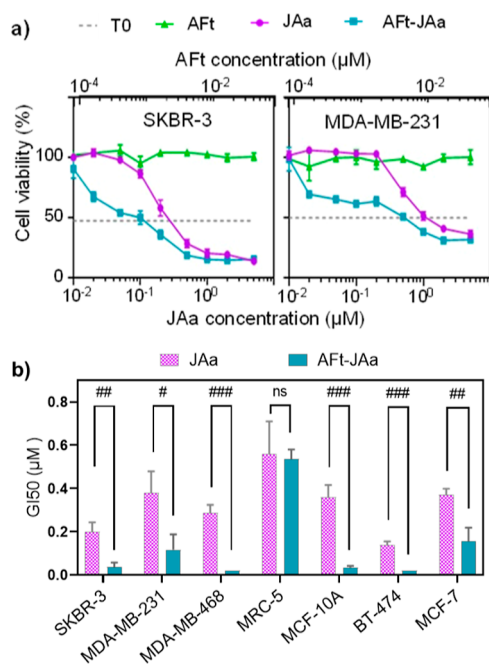 a)
T0 AFt JAa AFt-JAa
AFt concentration (µM)
10-4 10-2 10-4 10-2
Cell viability (%)
SKBR-3 MDA-MB-231
100 100
50 50
0 0
10-2 10-1 100 10-2 10-1 100
JAa concentration (µM)
b)
JAa AFt-JAa
## # ### ns ### ### ##
GI50 (µM)
0.8
0.6
0.4
0.2
0.0
SKBR-3 MDA-MB-231 MDA-MB-468 MRC-5 MCF-10A BT-474 MCF-7